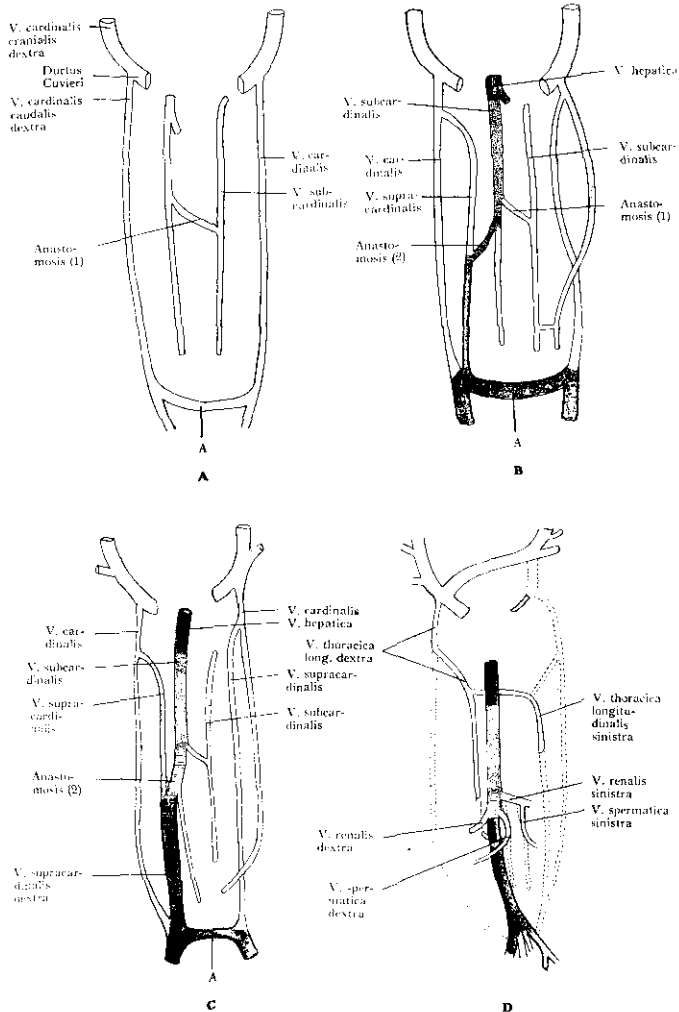 V. cardinalis
cranialis
dextra
Ductus
Cuvieri
V. cardinalis
caudalis
dextra
V. car-
dinalis
V. sub-
cardinalis
Anasto-
mosis (1)
A
A
V. hepatica
V. subcar-
dinalis
V. subcar-
dinalis
V. car-
dinalis
V. supra-
cardinalis
Anasto-
mosis (1)
Anasto-
mosis (2)
A
B
V. cardinalis
V. hepatica
V. car-
dinalis
V. subcar-
dinalis
V. supracar-
dinalis
V. supra-
cardi-
nalis
V. subcar-
dinalis
Anasto-
mosis (2)
V. supracar-
dinalis
dextra
A
C
V. thoracica
long. dextra
V. thoracica
longitu-
dinalis
sinistra
V. renalis
sinistra
V. spermatica
sinistra
V. renalis
dextra
V. sper-
matica
dextra
D